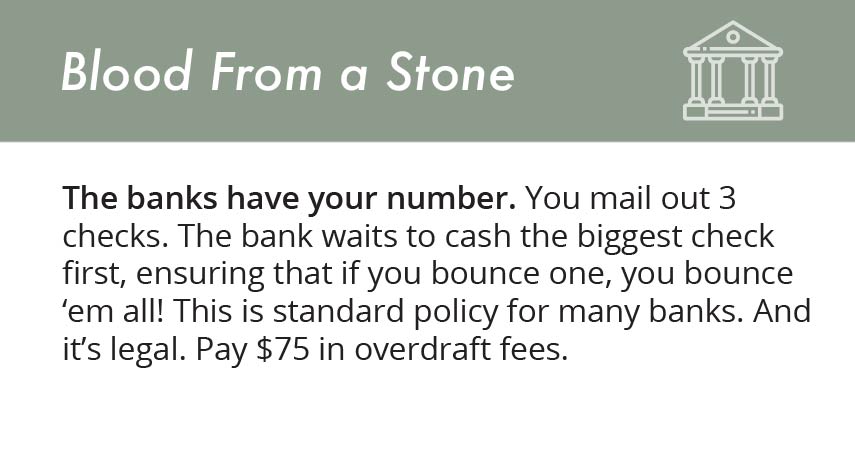 Blood From a Stone
The banks have your number. You mail out 3
checks. The bank waits to cash the biggest check
first, ensuring that if you bounce one, you bounce
‘em all! This is standard policy for many banks. And
it’s legal. Pay $75 in overdraft fees.